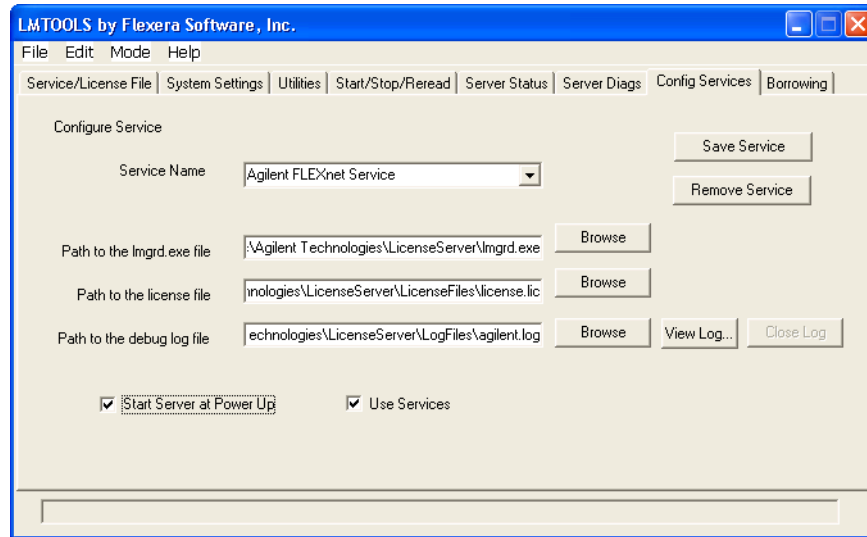 LMTOOLS by Flexera Software, Inc.
File Edit Mode Help
Service/License File System Settings Utilities Start/Stop/Reread Server Status Server Diags Config Services Borrowing
Configure Service
Save Service
Service Name Agilent FLEXnet Service
Remove Service
Path to the lmgrd.exe file :\Agilent Technologies\LicenseServer\lmgrd.exe Browse
Path to the license file nnologies\LicenseServer\LicenseFiles\license.lic Browse
Path to the debug log file echnologies\LicenseServer\LogFiles\agilent.log Browse View Log... Close Log
Start Server at Power Up Use Services